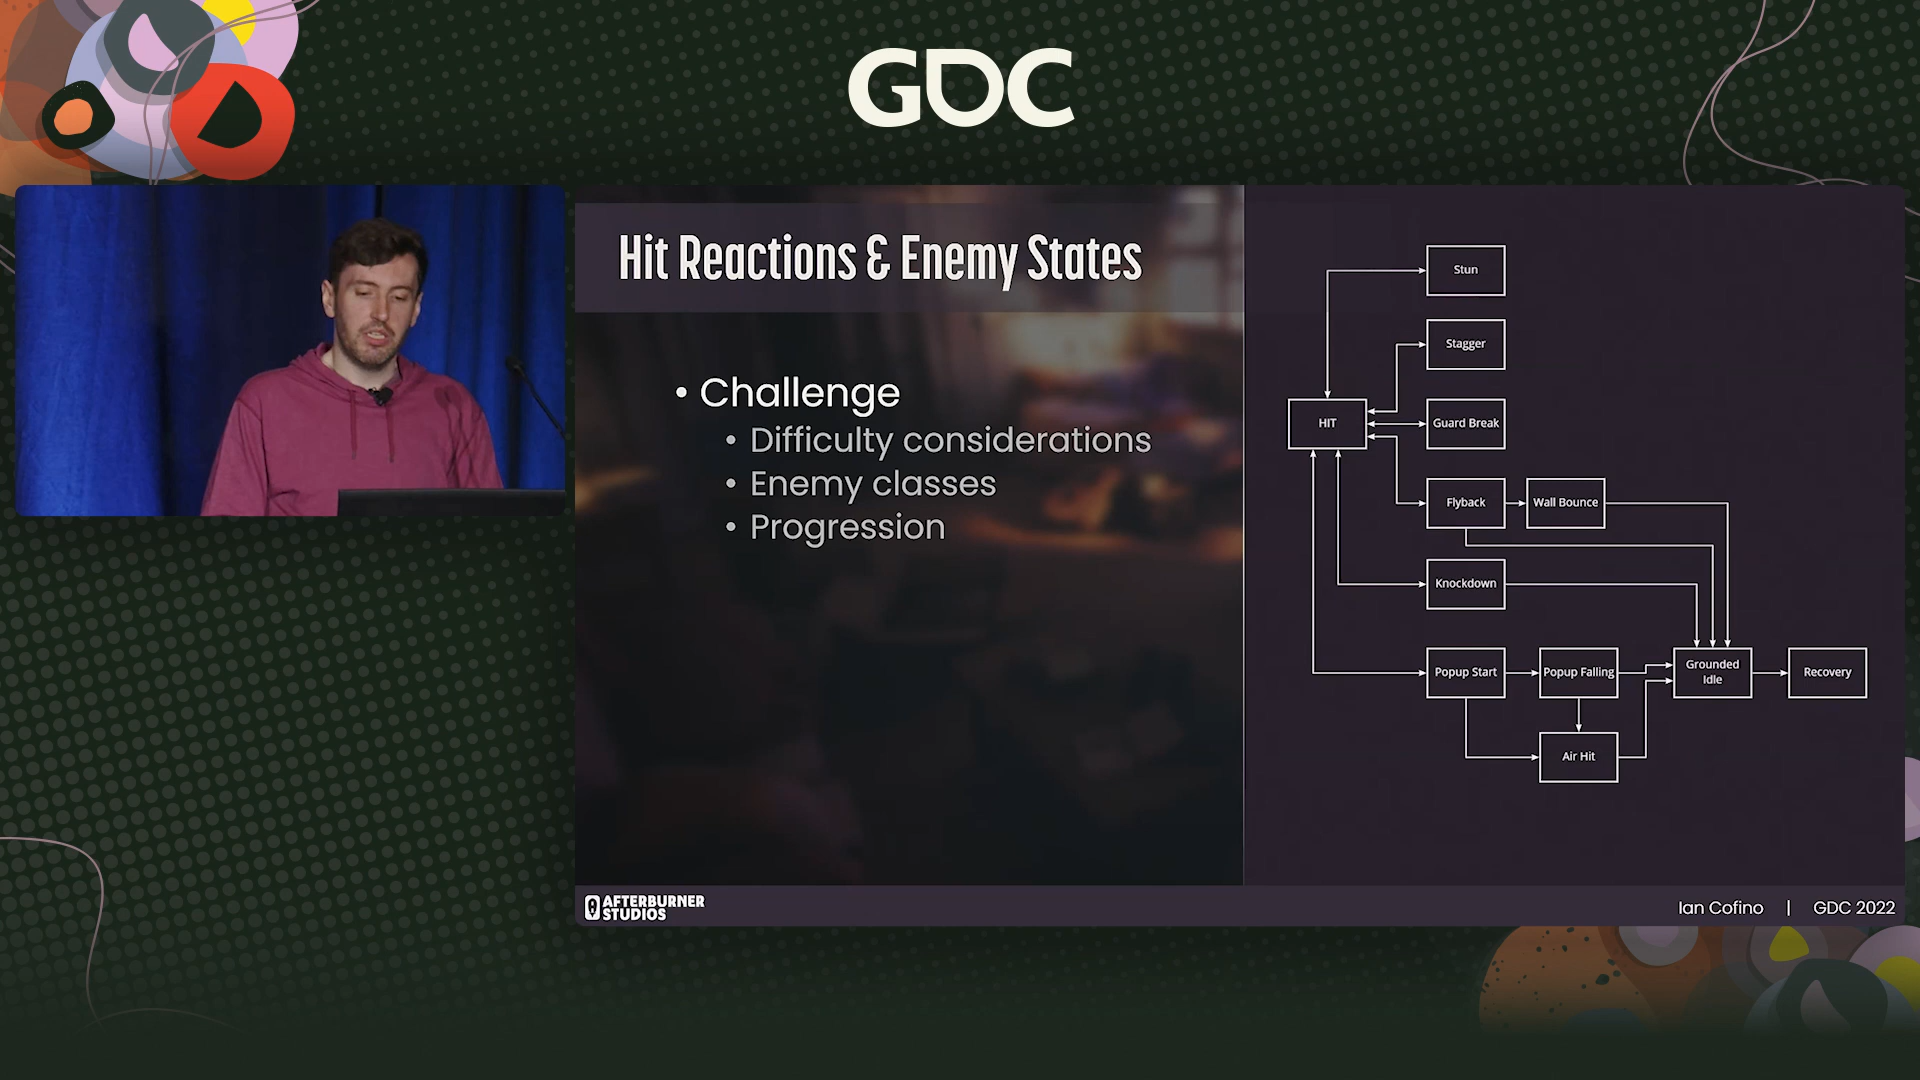 GDC
Hit Reactions & Enemy States
• Challenge
• Difficulty considerations
• Enemy classes
• Progression
Stun
Stagger
HIT
Guard Break
Flyback
Wall Bounce
Knockdown
Popup Start
Popup Falling
Grounded
Idle
Recovery
Air Hit
AFTERBURNER
STUDIOS
Ian Cofino | GDC 2022